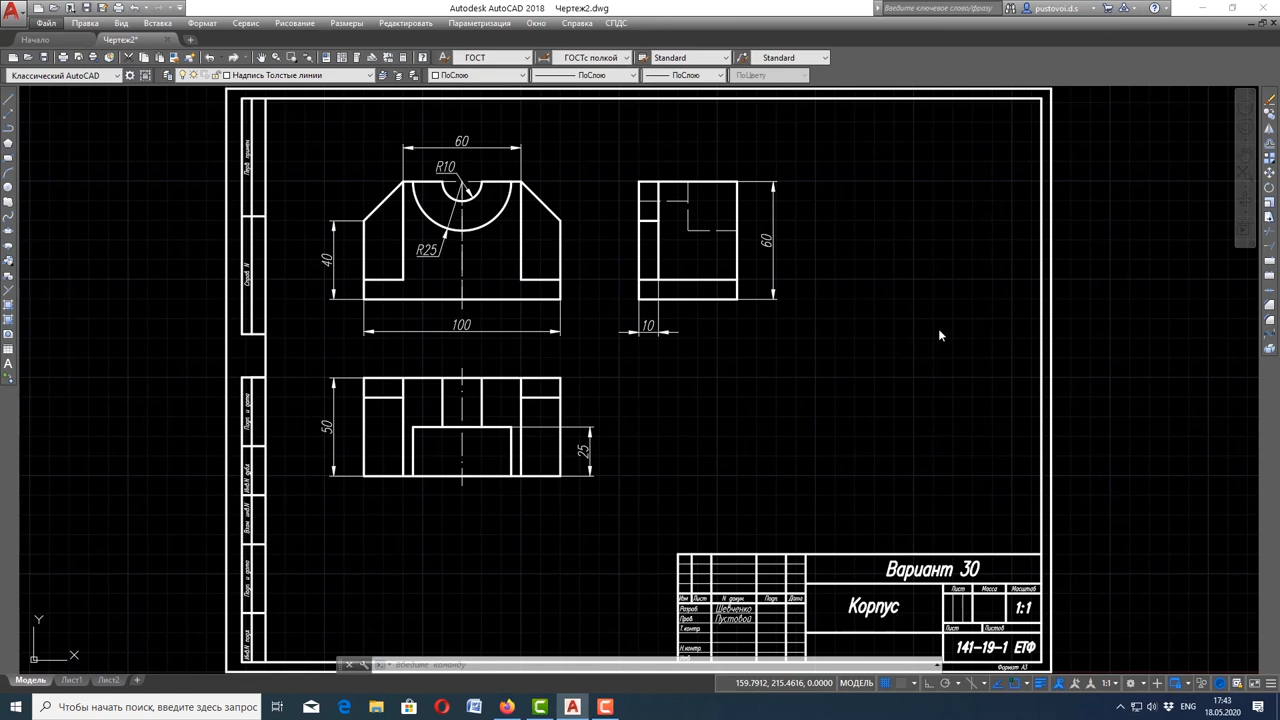 Autodesk AutoCAD 2018 Чертеж2.dwg
Введите ключевое слово/фразу
pustovoi.d.s
Файл Правка Вид Вставка Формат Сервис Рисование Размеры Редактировать Параметризация Окно Справка СПДС
Начало Чертеж2*
ГОСТ ГОСТс полкой Standard Standard
Классический AutoCAD Надпись Толстые линии ПоСлою ПоСлою ПоСлою ПоЦвету
60
R10
R25
40
100
60
10
50
25
Перв. примен.
Справ. N
Подп. и дата
Инв.N дубл.
Взам. инв.N
Подп. и дата
Инв.N подл.
Вариант 30
Лист Масса Масштаб
Изм Лист N докум. Подп. Дата
Разраб. Шевченко
Корпус
1:1
Пров. Пустовой
Т.контр.
Лист Листов
Н.контр.
141-19-1 ЕТФ
Формат А3
Y
X
Введите команду
Модель Лист1 Лист2 +
159.7912, 215.4616, 0.0000 МОДЕЛЬ 1:1
Чтобы начать поиск, введите здесь запрос
17:43
18.05.2020